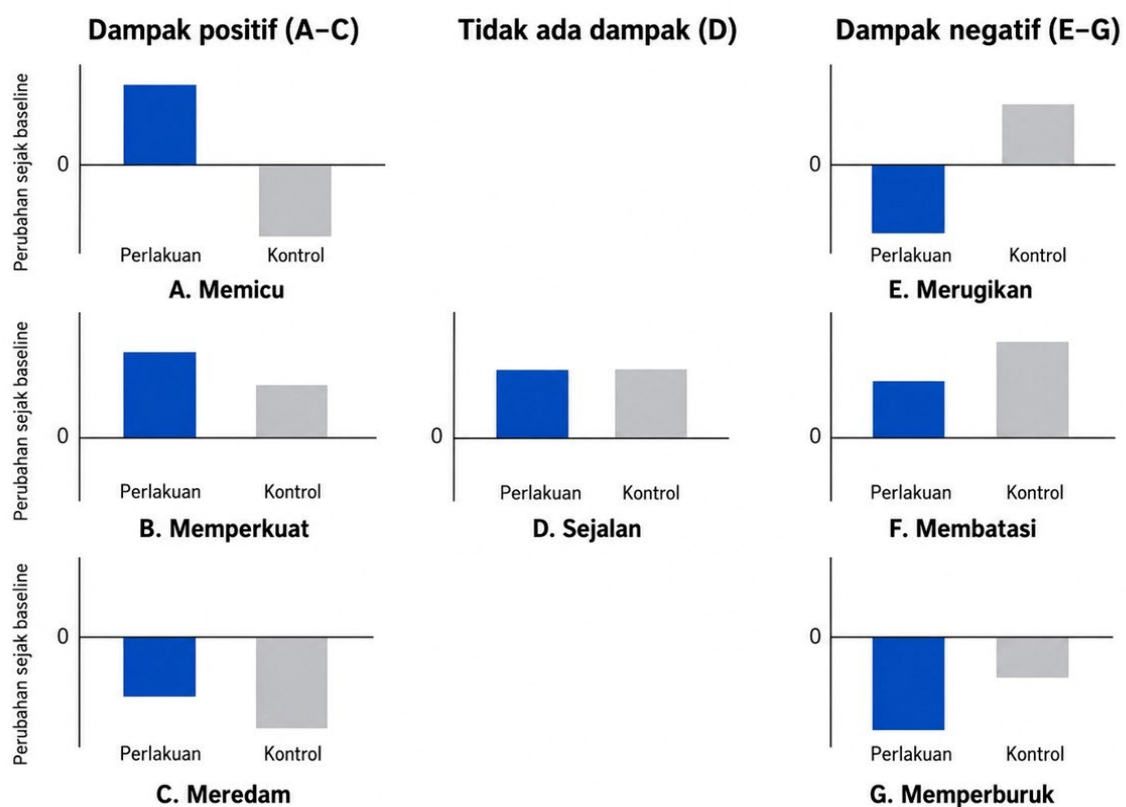 Dampak positif (A–C)
Tidak ada dampak (D)
Dampak negatif (E–G)
Perubahan sejak baseline
0
Perlakuan
Kontrol
A. Memicu
0
Perlakuan
Kontrol
E. Merugikan
Perubahan sejak baseline
0
Perlakuan
Kontrol
B. Memperkuat
0
Perlakuan
Kontrol
D. Sejalan
0
Perlakuan
Kontrol
F. Membatasi
Perubahan sejak baseline
0
Perlakuan
Kontrol
C. Meredam
0
Perlakuan
Kontrol
G. Memperburuk